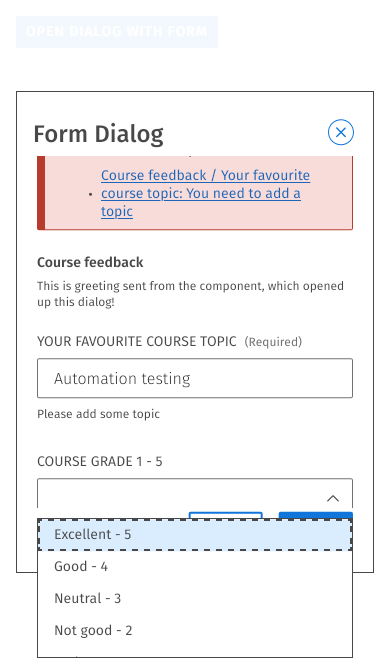 OPEN DIALOG WITH FORM
Form Dialog
Course feedback / Your favourite
• course topic: You need to add a
topic
Course feedback
This is greeting sent from the component, which opened
up this dialog!
YOUR FAVOURITE COURSE TOPIC (Required)
Automation testing
Please add some topic
COURSE GRADE 1 - 5
Excellent - 5
Good - 4
Neutral - 3
Not good - 2